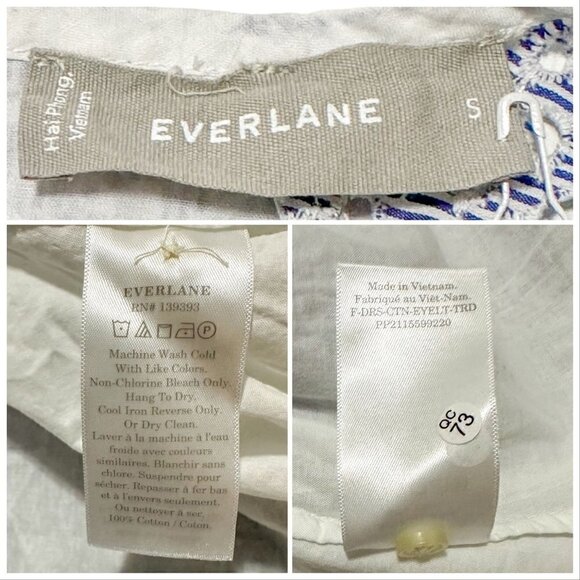 Hai Phong,
Vietnam
EVERLANE
S
EVERLANE
RN# 139393
P
Machine Wash Cold
With Like Colors.
Non-Chlorine Bleach Only.
Hang To Dry.
Cool Iron Reverse Only.
Or Dry Clean.
Laver à la machine à l'eau
froide avec couleurs
similaires. Blanchir sans
chlore. Suspendre pour
sécher. Repasser à fer bas
et à l'envers seulement.
Ou nettoyer à sec.
100% Cotton / Coton.
Made in Vietnam.
Fabriqué au Viêt-Nam.
F-DRS-CTN-EYELT-TRD
PP2115599220
QC
73